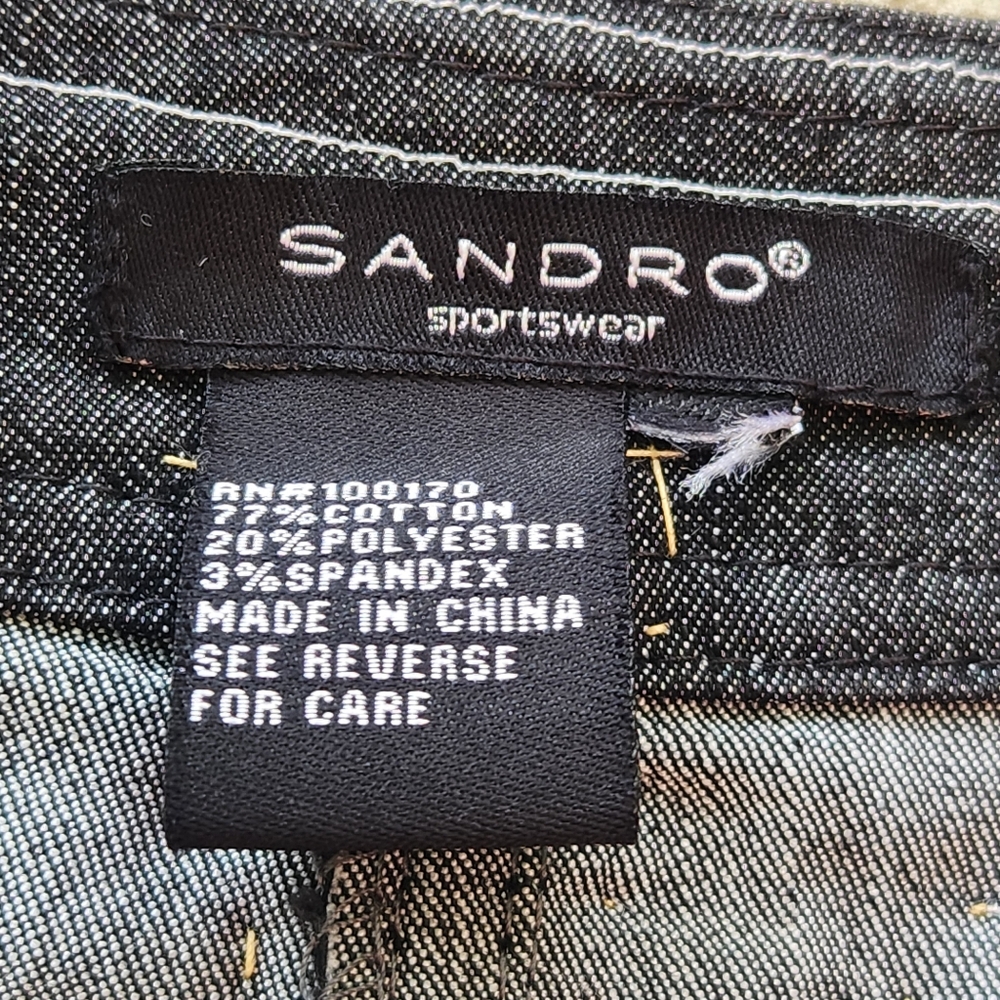 SANDRO®
sportswear
RN#100170
77%COTTON
20%POLYESTER
3%SPANDEX
MADE IN CHINA
SEE REVERSE
FOR CARE